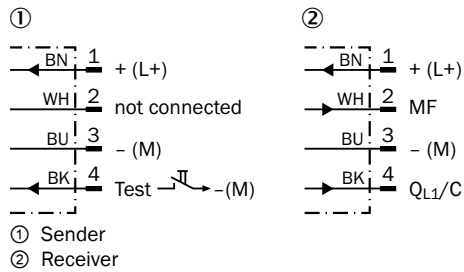 ① ②
BN 1 + (L+) BN 1 + (L+)
WH 2 not connected WH 2 MF
BU 3 – (M) BU 3 – (M)
BK 4 Test –(M) BK 4 QL1/C
① Sender
② Receiver